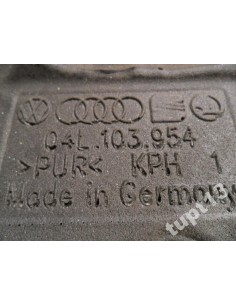 04L.103.954
>PUR< KPH 1
Made in Germany